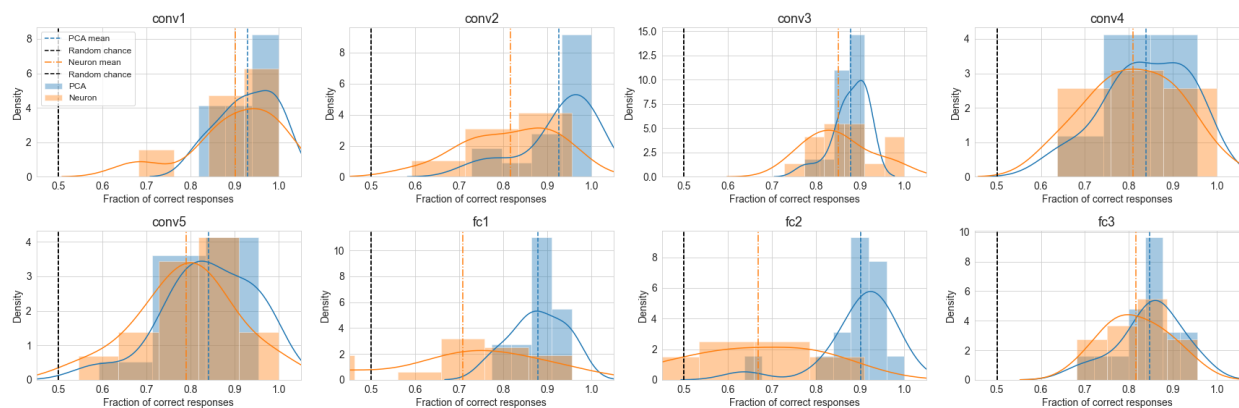 conv1
conv2
conv3
conv4
8
6
4
2
0
Density
0.5 0.6 0.7 0.8 0.9 1.0
Fraction of correct responses
PCA mean
Random chance
Neuron mean
Random chance
PCA
Neuron
8
6
4
2
0
Density
0.5 0.6 0.7 0.8 0.9 1.0
Fraction of correct responses
15.0
12.5
10.0
7.5
5.0
2.5
0.0
Density
0.5 0.6 0.7 0.8 0.9 1.0
Fraction of correct responses
4
3
2
1
0
Density
0.5 0.6 0.7 0.8 0.9 1.0
Fraction of correct responses
conv5
fc1
fc2
fc3
4
3
2
1
0
Density
0.5 0.6 0.7 0.8 0.9 1.0
Fraction of correct responses
10
8
6
4
2
0
Density
0.5 0.6 0.7 0.8 0.9 1.0
Fraction of correct responses
8
6
4
2
0
Density
0.5 0.6 0.7 0.8 0.9 1.0
Fraction of correct responses
10
8
6
4
2
0
Density
0.5 0.6 0.7 0.8 0.9 1.0
Fraction of correct responses